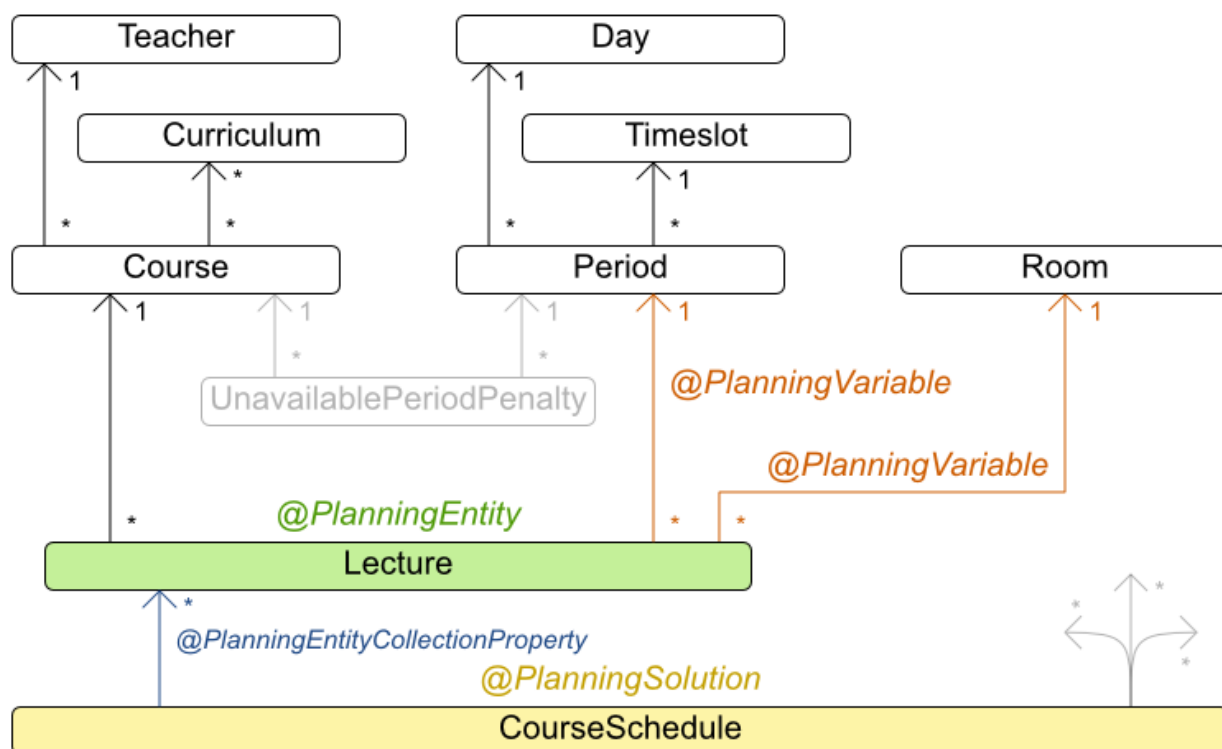 Teacher
Day
1
1
Curriculum
Timeslot
*
1
*
*
*
*
Course
Period
Room
1
1
1
1
1
*
*
UnavailablePeriodPenalty
@PlanningVariable
@PlanningVariable
@PlanningEntity
*
*
*
Lecture
*
*
*
@PlanningEntityCollectionProperty
*
@PlanningSolution
CourseSchedule